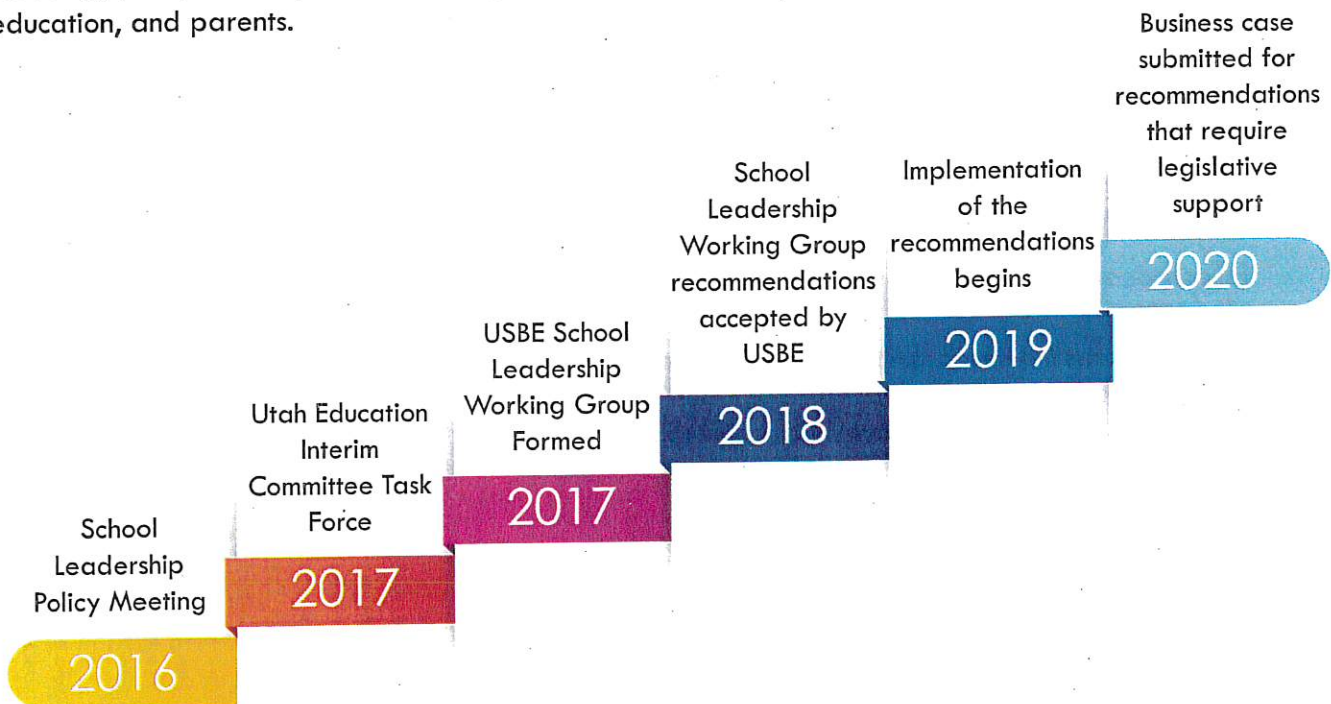 education, and parents.
School
Leadership
Policy Meeting
2016
Utah Education
Interim
Committee Task
Force
2017
USBE School
Leadership
Working Group
Formed
2017
School
Leadership
Working Group
recommendations
accepted by
USBE
2018
Implementation
of the
recommendations
begins
2019
Business case
submitted for
recommendations
that require
legislative
support
2020